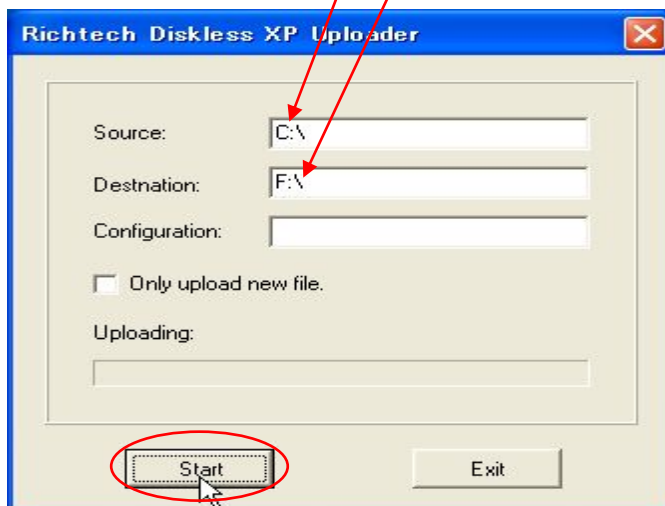 Richtech Diskless XP Uploader
Source: C:\
Destnation: F:\
Configuration:
Only upload new file.
Uploading:
Start Exit